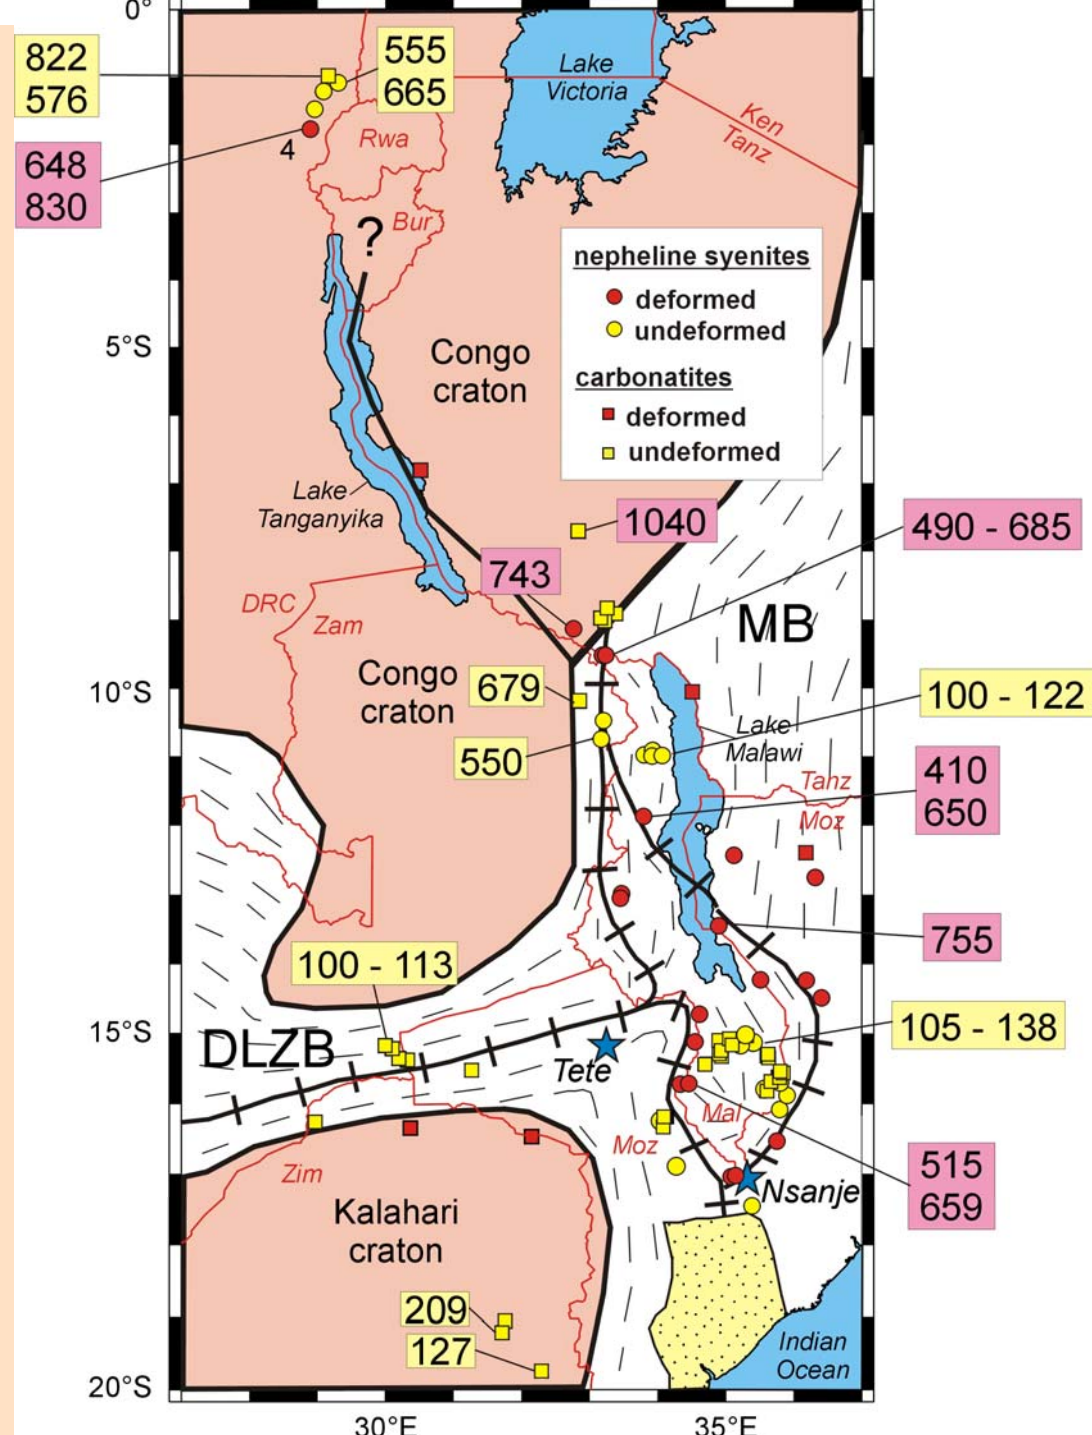 0°
822
576
555
665
Lake
Victoria
Ken
Tanz
Rwa
4
648
830
Bur
?
nepheline syenites
deformed
undeformed
carbonatites
deformed
undeformed
5°S
Congo
craton
Lake
Tanganyika
1040
490 - 685
743
DRC
Zam
MB
Congo
craton
679
10°S
100 - 122
Lake
Malawi
550
410
650
Tanz
Moz
755
100 - 113
15°S
105 - 138
DLZB
Tete
Mal
Moz
Zim
515
659
Nsanje
Kalahari
craton
209
127
Indian
Ocean
20°S
30°E
35°E